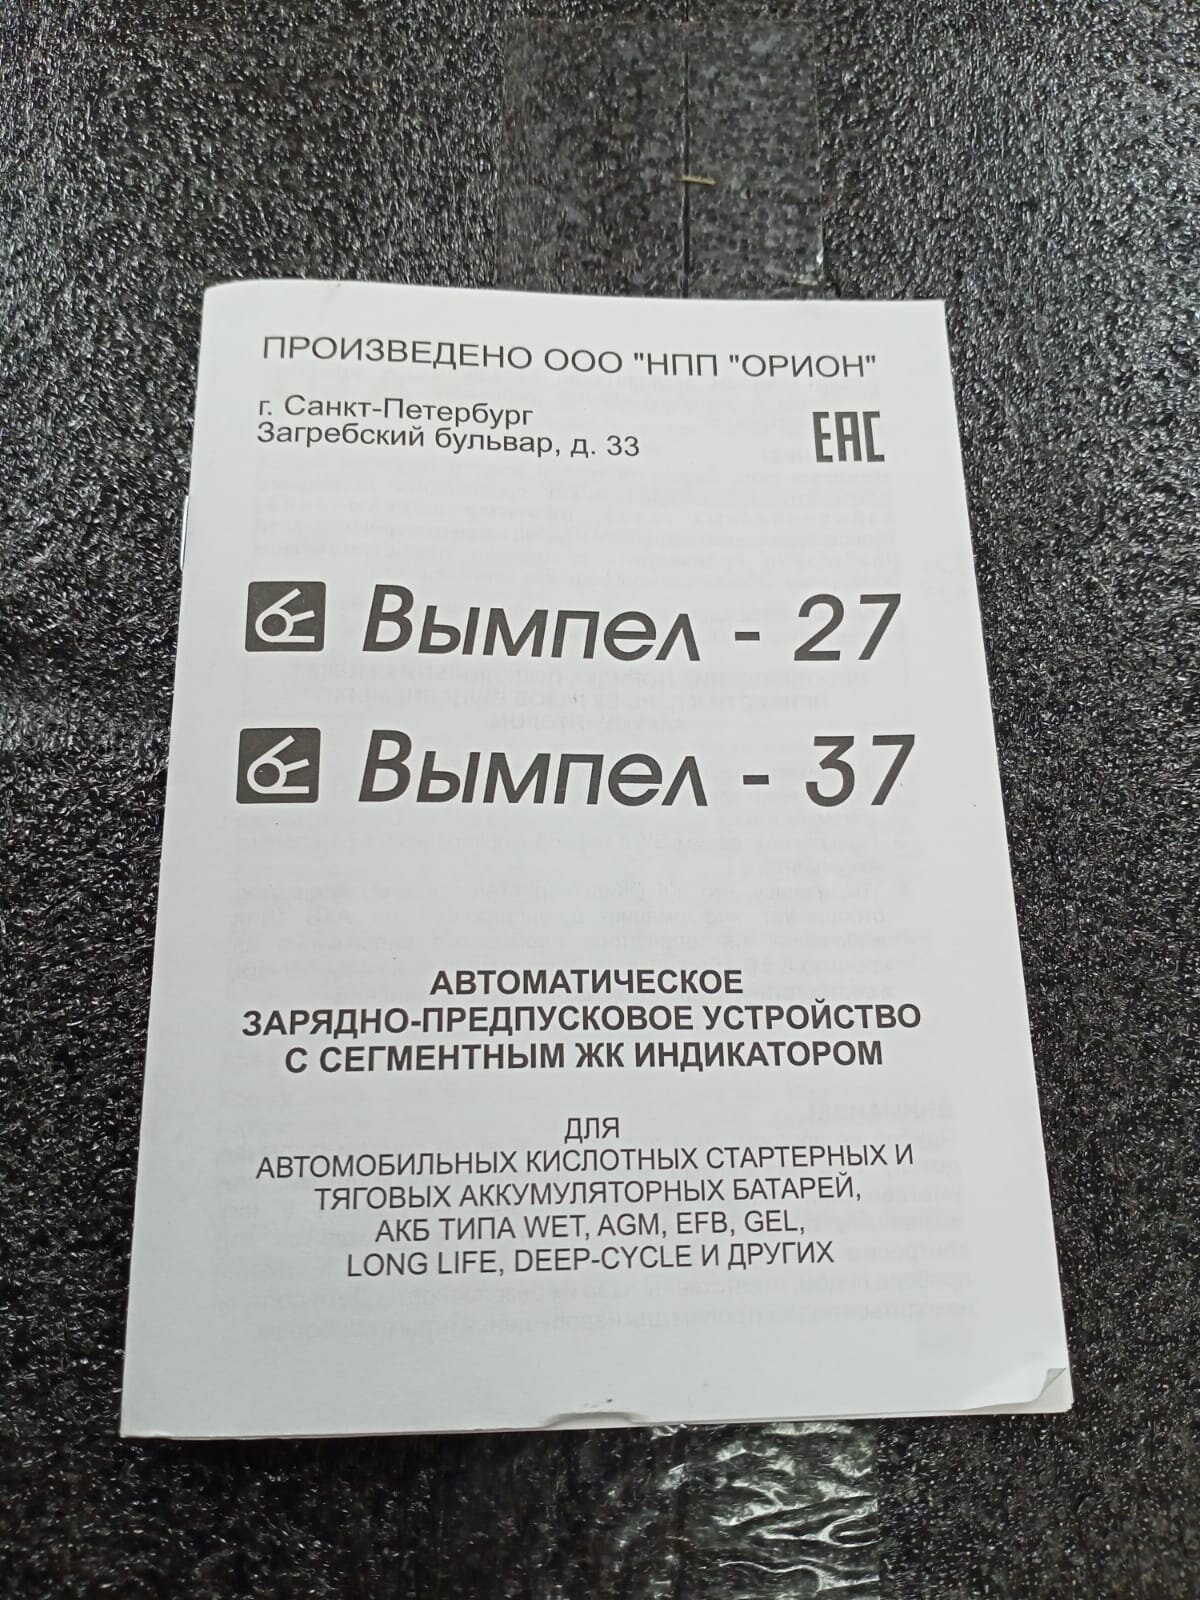 ПРОИЗВЕДЕНО ООО "НПП "ОРИОН"
г. Санкт-Петербург
Загребский бульвар, д. 33
EAC
Вымпел - 27
Вымпел - 37
АВТОМАТИЧЕСКОЕ
ЗАРЯДНО-ПРЕДПУСКОВОЕ УСТРОЙСТВО
С СЕГМЕНТНЫМ ЖК ИНДИКАТОРОМ
ДЛЯ
АВТОМОБИЛЬНЫХ КИСЛОТНЫХ СТАРТЕРНЫХ И
ТЯГОВЫХ АККУМУЛЯТОРНЫХ БАТАРЕЙ,
АКБ ТИПА WET, AGM, EFB, GEL,
LONG LIFE, DEEP-CYCLE И ДРУГИХ